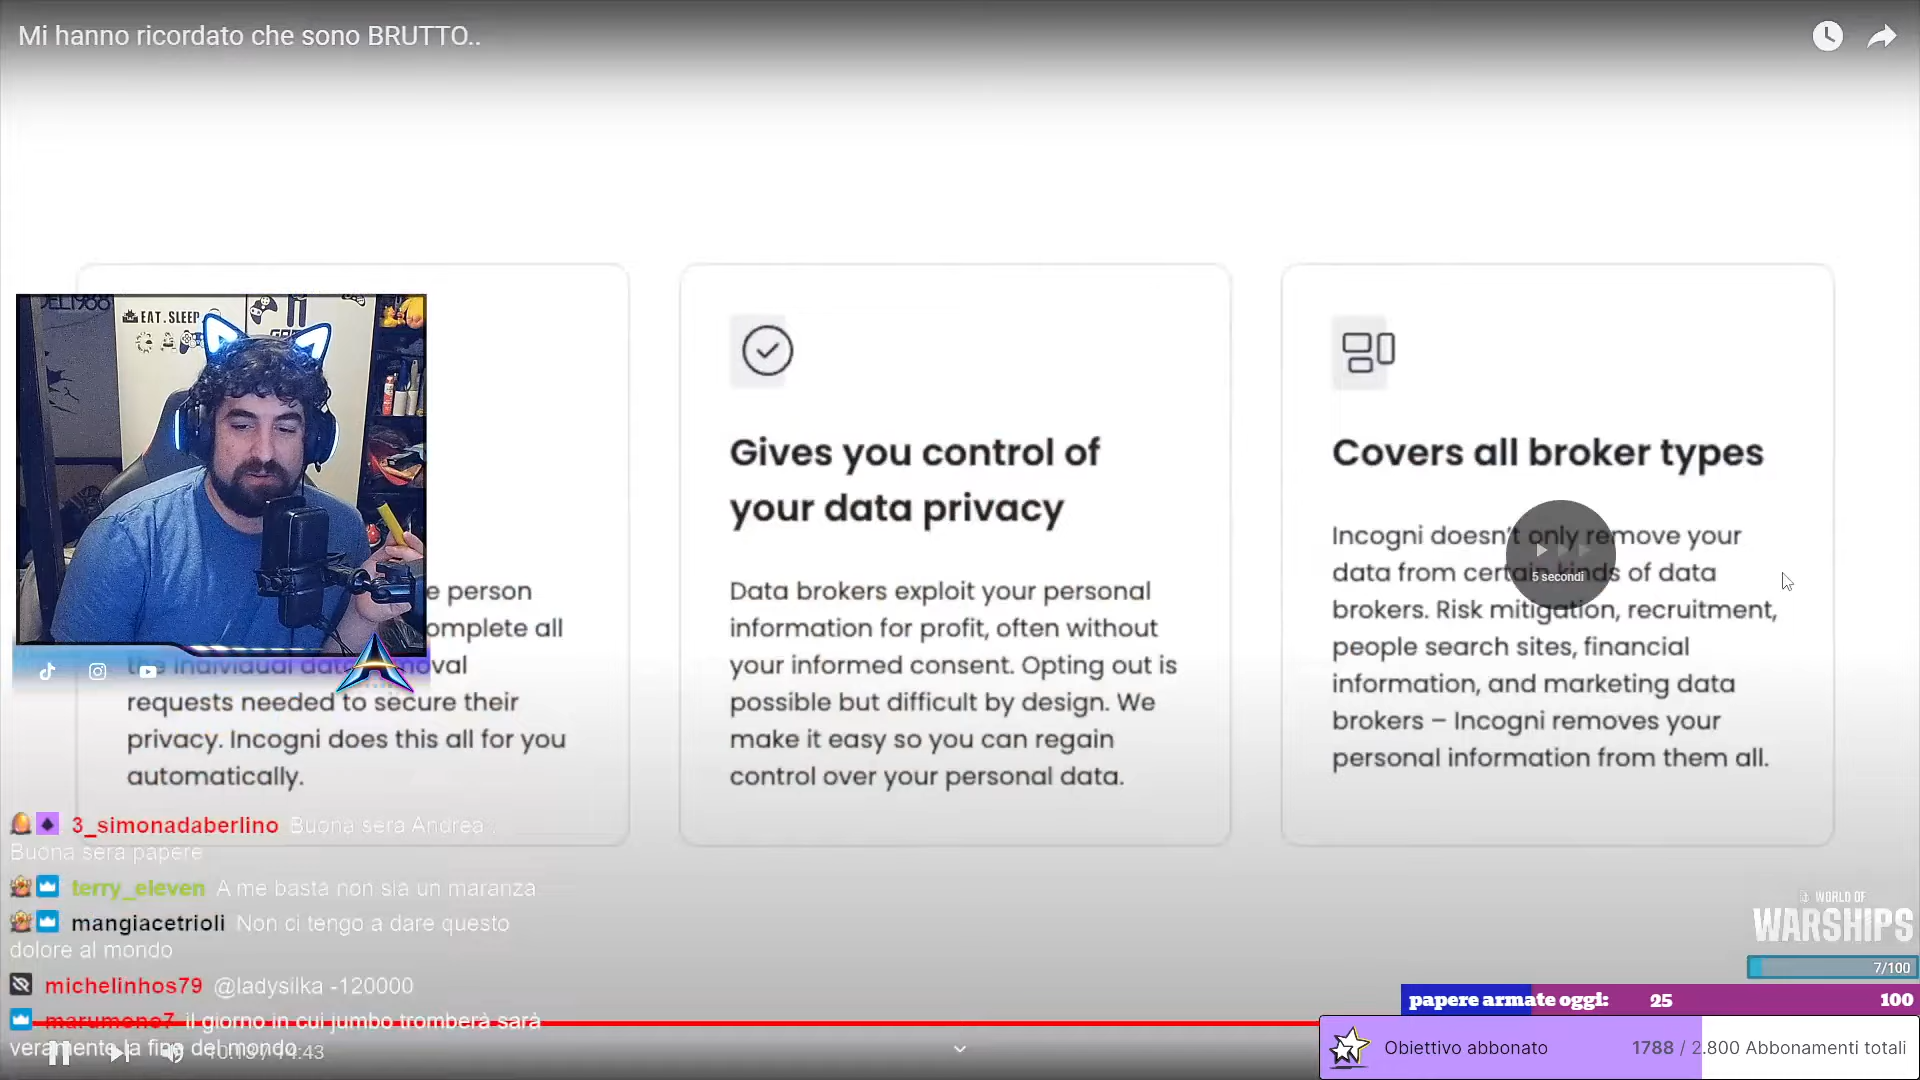 Mi hanno ricordato che sono BRUTTO..
EAT.SLEEP
e person
omplete all
the individual data
oval
requests needed to secure their
privacy. Incogni does this all for you
automatically.
Gives you control of
your data privacy
Data brokers exploit your personal
information for profit, often without
your informed consent. Opting out is
possible but difficult by design. We
make it easy so you can regain
control over your personal data.
Covers all broker types
Incogni doesn't only remove your
data from certain kinds of data
brokers. Risk mitigation, recruitment,
people search sites, financial
information, and marketing data
brokers – Incogni removes your
personal information from them all.
5 secondi
3_simonadaberlino Buona sera Andrea
Buona sera papere
terry_eleven A me basta non sia un maranza
mangiacetrioli Non ci tengo a dare questo
dolore al mondo
michelinhos79 @ladysilka -120000
marumono7 il giorno in cui jumbo tromberà sarà
veramente la fine del mondo
WORLD OF
WARSHIPS
7/100
papere armate oggi: 25 100
Obiettivo abbonato 1788 / 2.800 Abbonamenti totali